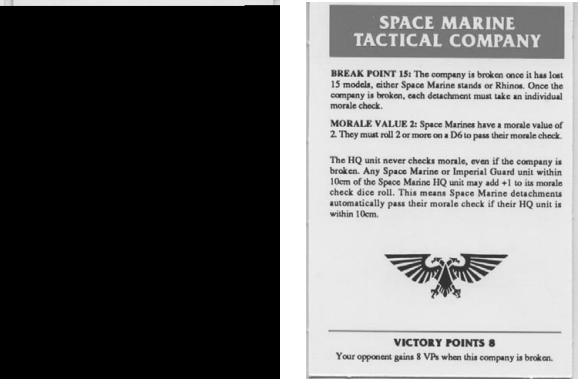 SPACE MARINE
TACTICAL COMPANY
BREAK POINT 15: The company is broken once it has lost
15 models, either Space Marine stands or Rhinos. Once the
company is broken, each detachment must take an individual
morale check.
MORALE VALUE 2: Space Marines have a morale value of
2. They must roll 2 or more on a D6 to pass their morale check.
The HQ unit never checks morale, even if the company is
broken. Any Space Marine or Imperial Guard unit within
10cm of the Space Marine HQ unit may add +1 to its morale
check dice roll. This means Space Marine detachments
automatically pass their morale check if their HQ unit is
within 10cm.
VICTORY POINTS 8
Your opponent gains 8 VPs when this company is broken.